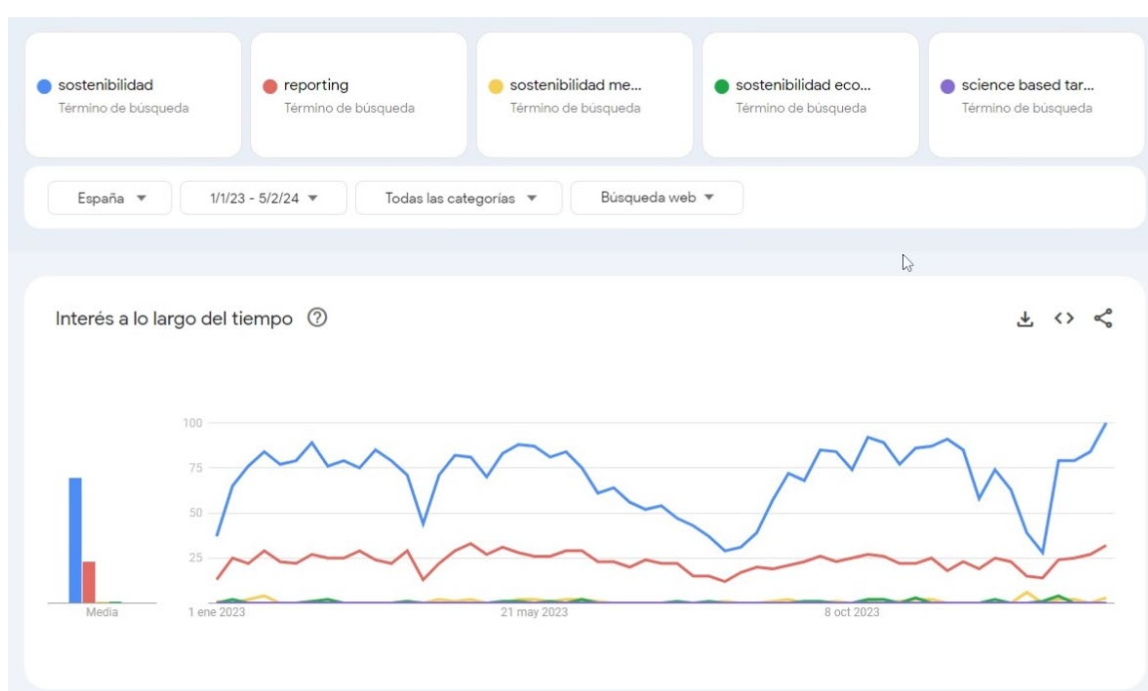 sostenibilidad
Término de búsqueda
reporting
Término de búsqueda
sostenibilidad me...
Término de búsqueda
sostenibilidad eco...
Término de búsqueda
science based tar...
Término de búsqueda
España
1/1/23 - 5/2/24
Todas las categorías
Búsqueda web
Interés a lo largo del tiempo
100
75
50
25
Media
1 ene 2023
21 may 2023
8 oct 2023